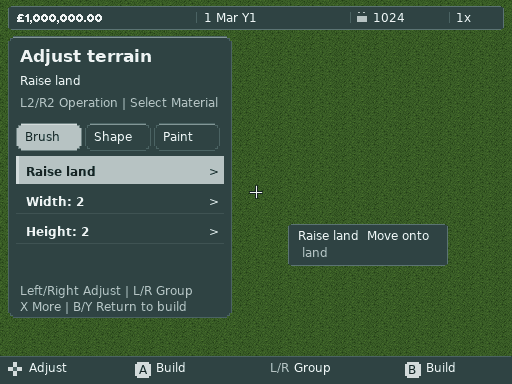 £1,000,000.00 1 Mar Y1 1024 1x
Adjust terrain
Raise land
L2/R2 Operation | Select Material
Brush Shape Paint
Raise land >
Width: 2 >
Height: 2 >
Raise land Move onto
land
Left/Right Adjust | L/R Group
X More | B/Y Return to build
Adjust A Build L/R Group B Build